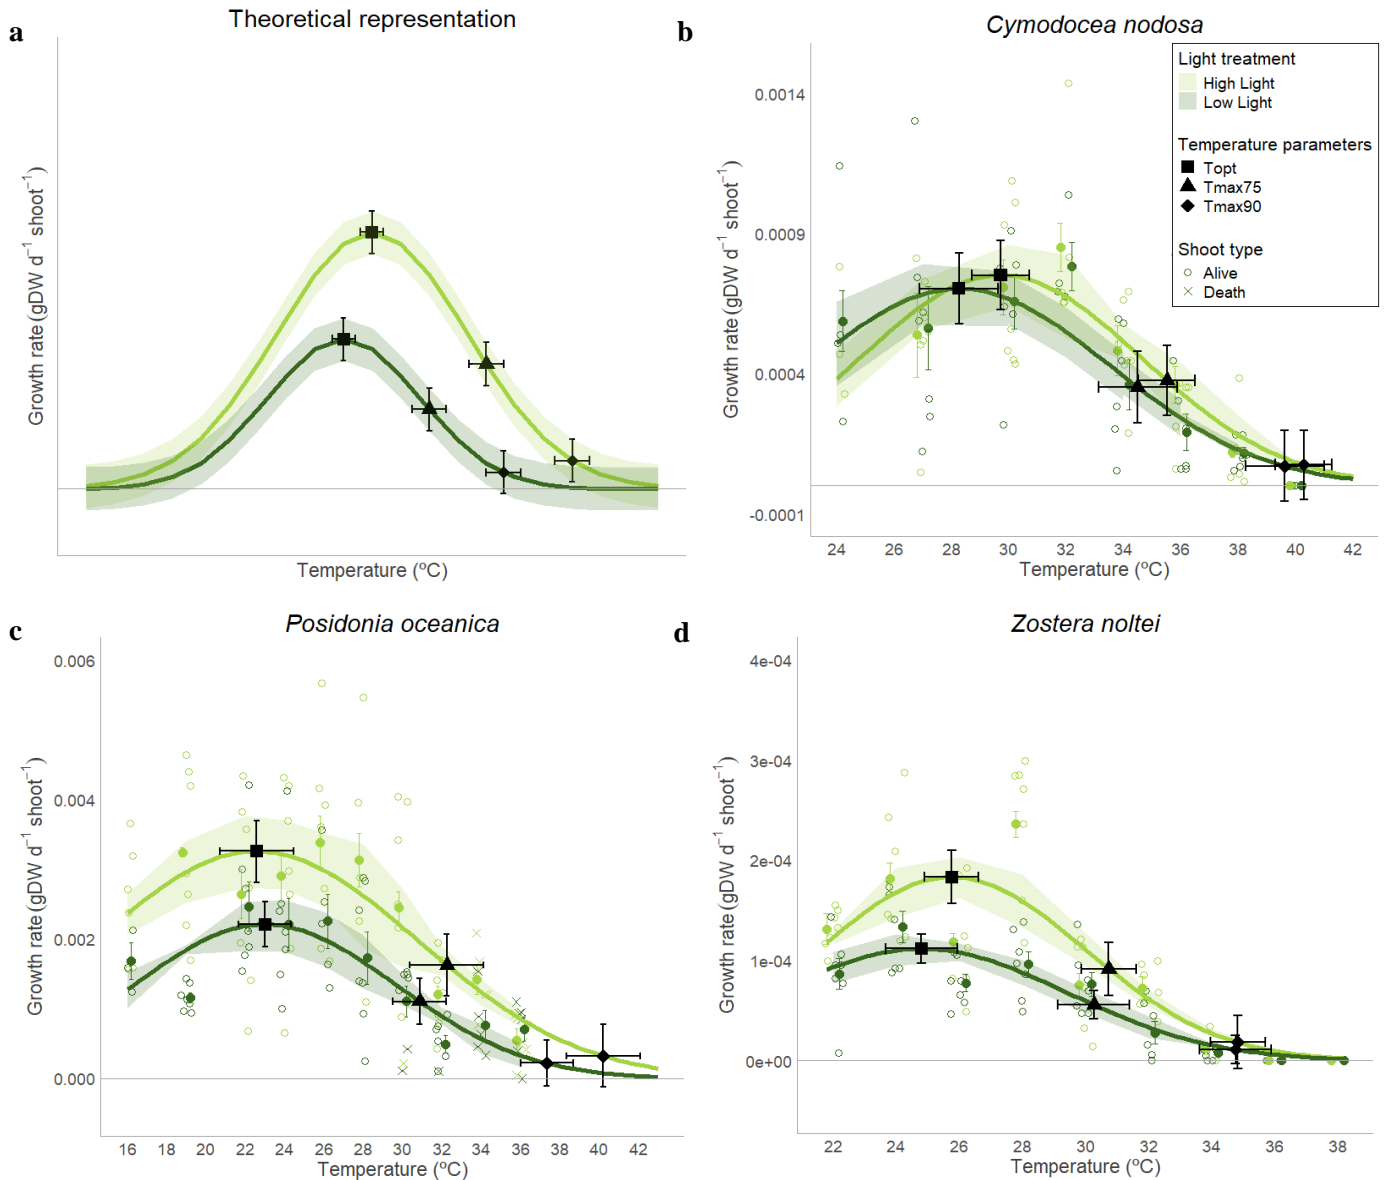 a
Theoretical representation
Growth rate (gDW d⁻¹ shoot⁻¹)
Temperature (ºC)
b
Cymodocea nodosa
Growth rate (gDW d⁻¹ shoot⁻¹)
0.0014
0.0009
0.0004
-0.0001
24 26 28 30 32 34 36 38 40 42
Temperature (ºC)
Light treatment
High Light
Low Light
Temperature parameters
Topt
Tmax75
Tmax90
Shoot type
Alive
Death
c
Posidonia oceanica
Growth rate (gDW d⁻¹ shoot⁻¹)
0.006
0.004
0.002
0.000
16 18 20 22 24 26 28 30 32 34 36 38 40 42
Temperature (ºC)
d
Zostera noltei
Growth rate (gDW d⁻¹ shoot⁻¹)
4e-04
3e-04
2e-04
1e-04
0e+00
22 24 26 28 30 32 34 36 38
Temperature (ºC)